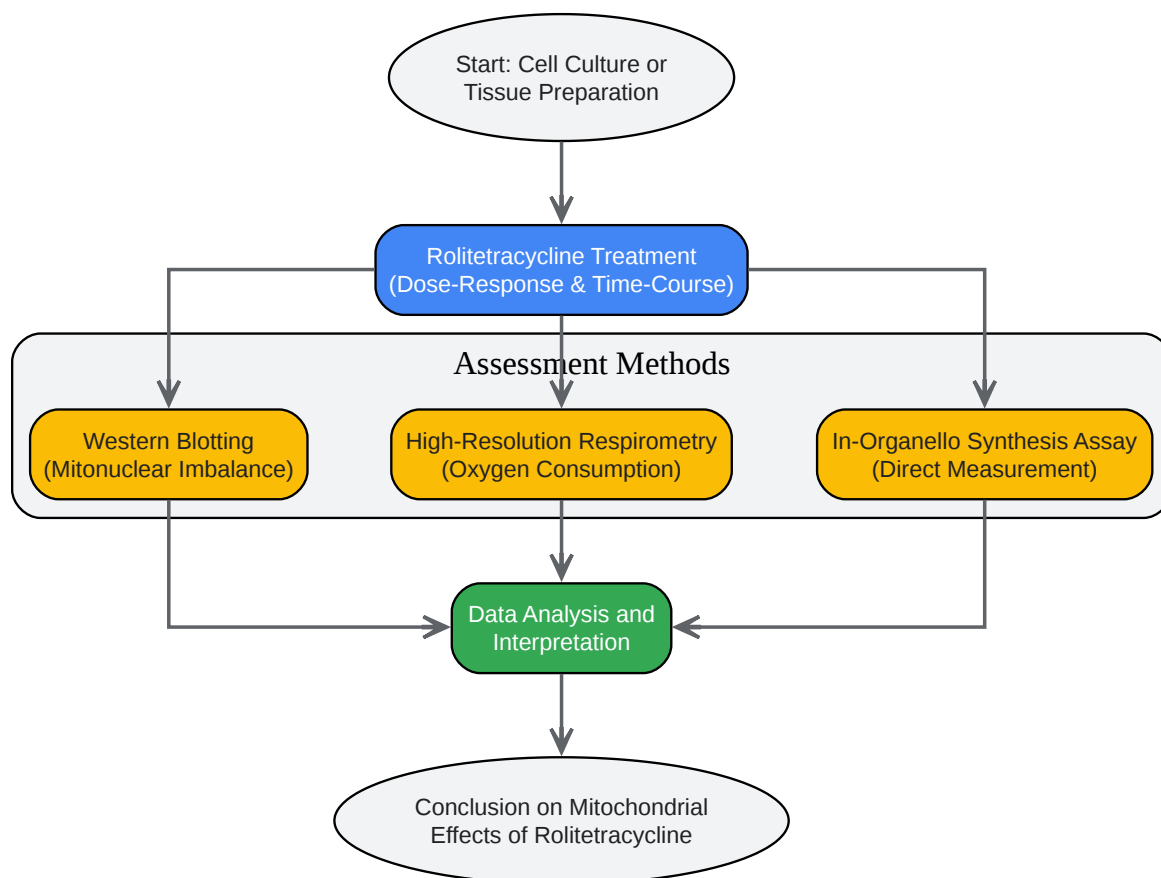 Start: Cell Culture or
Tissue Preparation
Rolitetracycline Treatment
(Dose-Response & Time-Course)
Assessment Methods
Western Blotting
(Mitonuclear Imbalance)
High-Resolution Respirometry
(Oxygen Consumption)
In-Organello Synthesis Assay
(Direct Measurement)
Data Analysis and
Interpretation
Conclusion on Mitochondrial
Effects of Rolitetracycline